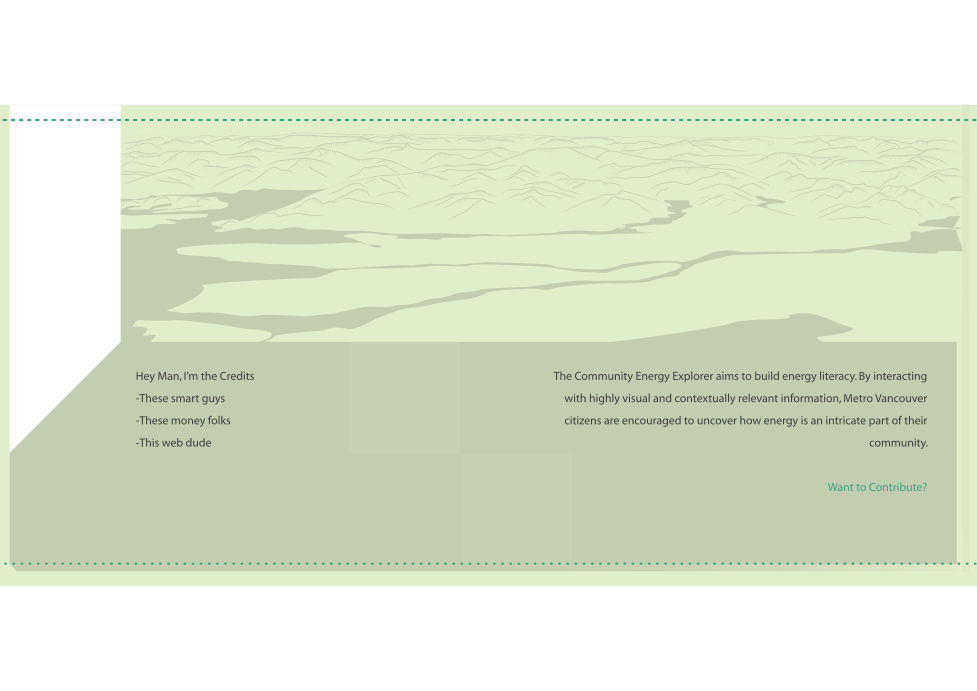 Hey Man, I'm the Credits
-These smart guys
-These money folks
-This web dude
The Community Energy Explorer aims to build energy literacy. By interacting
with highly visual and contextually relevant information, Metro Vancouver
citizens are encouraged to uncover how energy is an intricate part of their
community.
Want to Contribute?